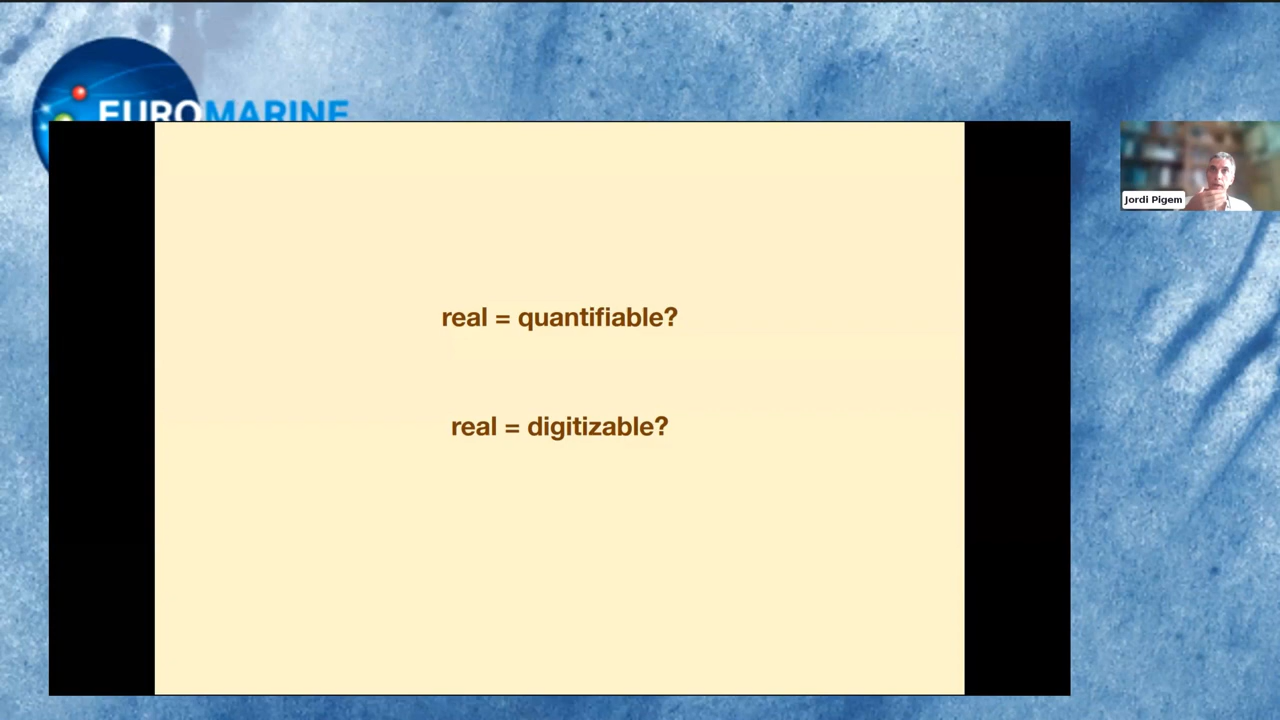 EUROMARINE
real = quantifiable?
real = digitizable?
Jordi Pigem